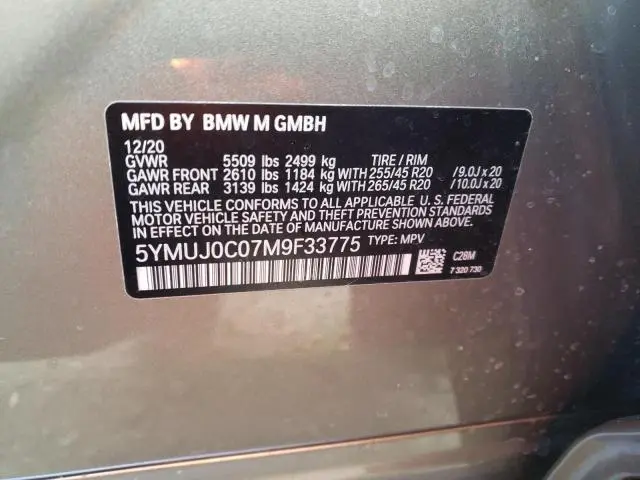 MFD BY BMW M GMBH
12/20
GVWR 5509 lbs 2499 kg TIRE / RIM
GAWR FRONT 2610 lbs 1184 kg WITH 255/45 R20 /9.0J x 20
GAWR REAR 3139 lbs 1424 kg WITH 265/45 R20 /10.0J x 20
THIS VEHICLE CONFORMS TO ALL APPLICABLE U. S. FEDERAL
MOTOR VEHICLE SAFETY AND THEFT PREVENTION STANDARDS
IN EFFECT ON THE DATE OF MANUFACTURE SHOWN ABOVE.
5YMUJ0C07M9F33775 TYPE: MPV
C28M
7 320 730